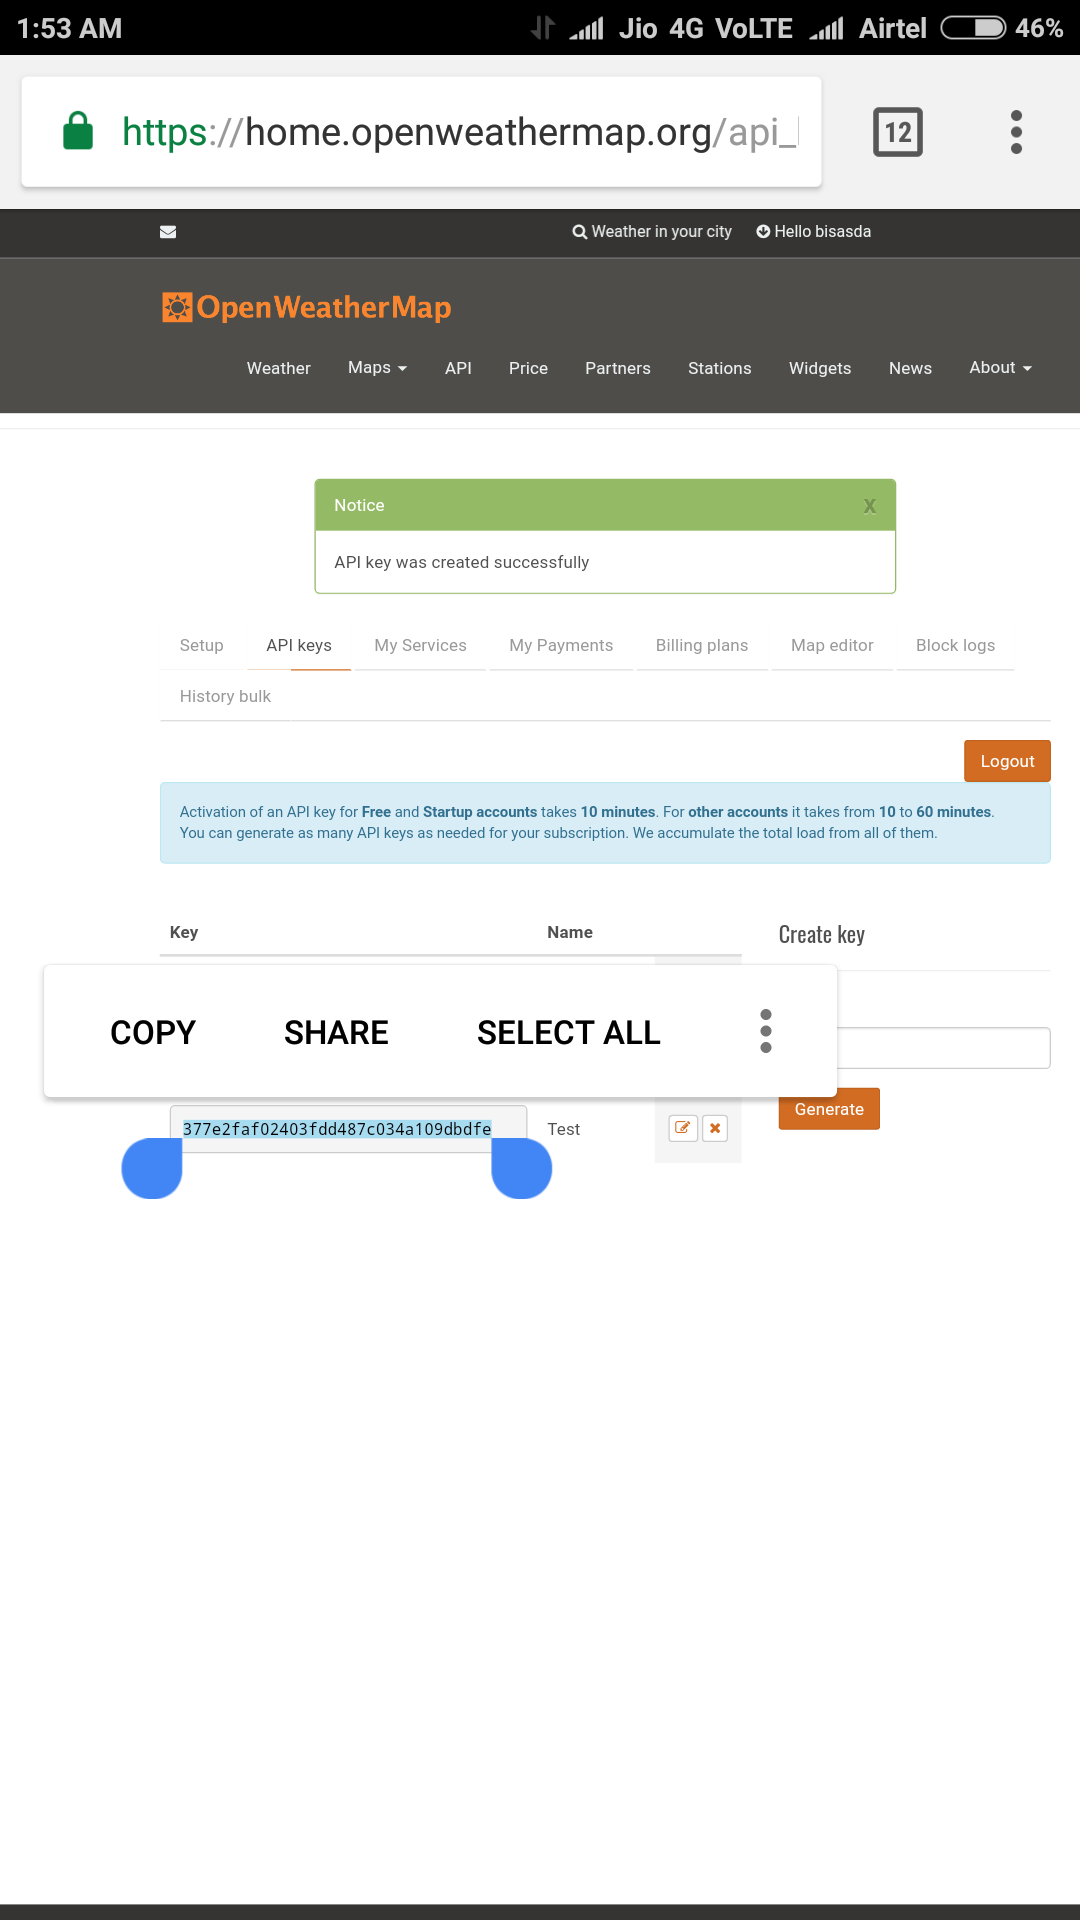 1:53 AM Jio 4G VoLTE Airtel 46%
https://home.openweathermap.org/api_
12
Weather in your city Hello bisasda
OpenWeatherMap
Weather Maps API Price Partners Stations Widgets News About
Notice x
API key was created successfully
Setup API keys My Services My Payments Billing plans Map editor Block logs
History bulk
Logout
Activation of an API key for Free and Startup accounts takes 10 minutes. For other accounts it takes from 10 to 60 minutes.
You can generate as many API keys as needed for your subscription. We accumulate the total load from all of them.
Key Name Create key
COPY SHARE SELECT ALL
Generate
377e2faf02403fdd487c034a109dbdfe Test